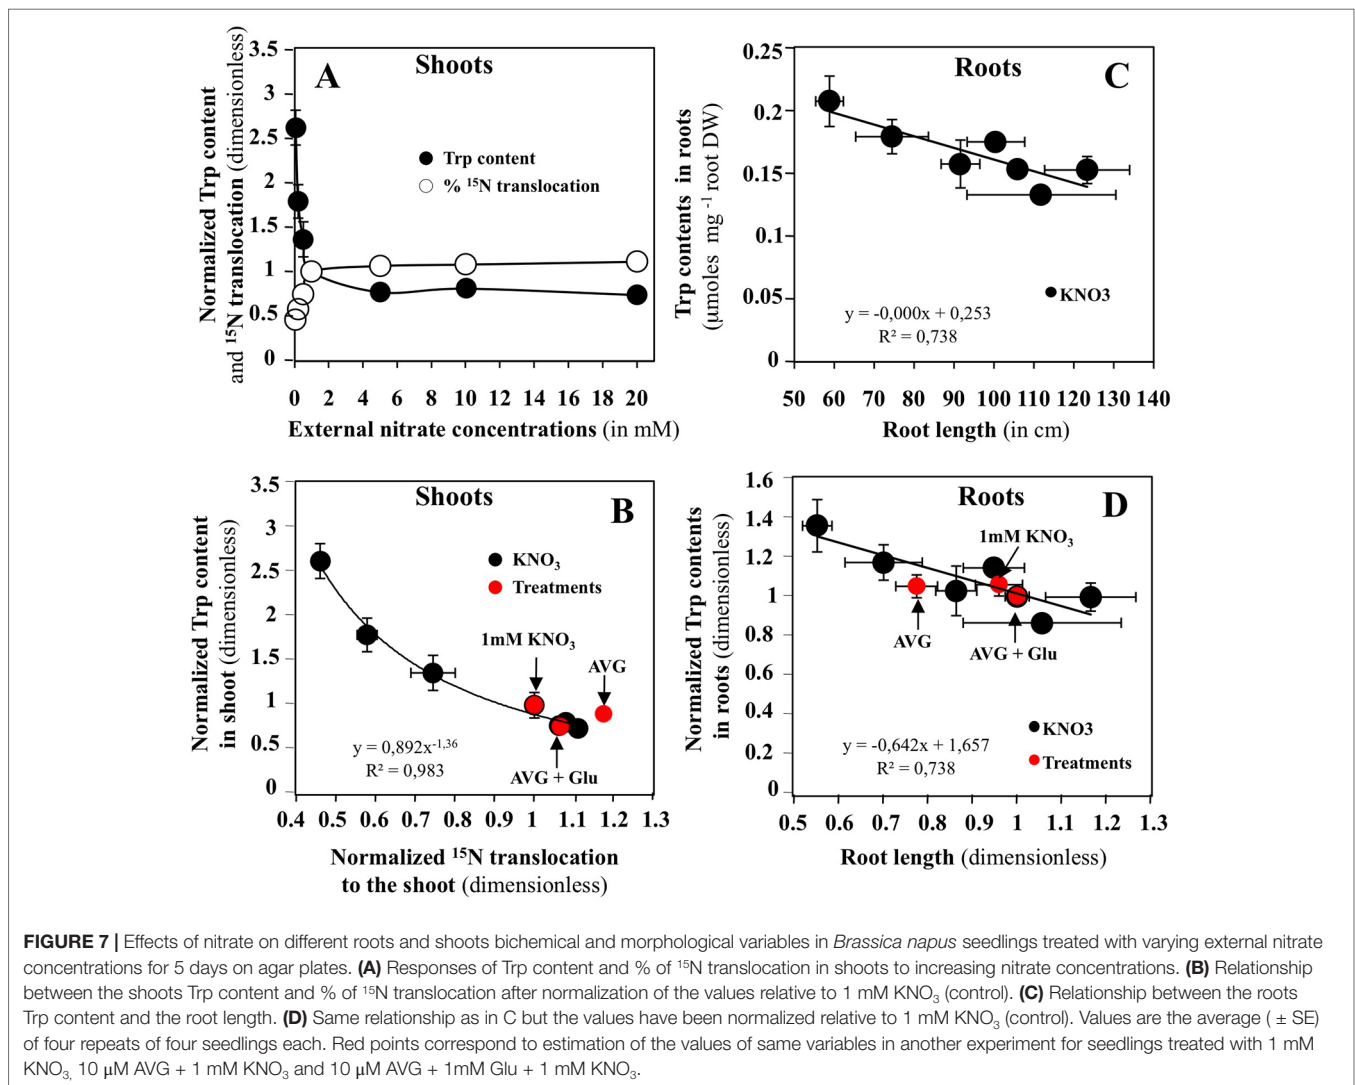 3.5
3
2.5
2
1.5
1
0.5
0
Normalized Trp content
and ¹⁵N translocation (dimensionless)
A
Shoots
Trp content
% ¹⁵N translocation
0 2 4 6 8 10 12 14 16 18 20
External nitrate concentrations (in mM)
0.25
0.2
0.15
0.1
0.05
0
Trp contents in roots
(μmoles mg⁻¹ root DW)
Roots
C
KNO3
y = -0,000x + 0,253
R² = 0,738
50 60 70 80 90 100 110 120 130 140
Root length (in cm)
3.5
3
2.5
2
1.5
1
0.5
0
Normalized Trp content
in shoot (dimensionless)
Shoots
B
KNO₃
Treatments
1mM KNO₃
AVG
AVG + Glu
y = 0,892x⁻¹,³⁶
R² = 0,983
0.4 0.5 0.6 0.7 0.8 0.9 1 1.1 1.2 1.3
Normalized ¹⁵N translocation
to the shoot (dimensionless)
1.6
1.4
1.2
1
0.8
0.6
0.4
0.2
0
Normalized Trp contents
in roots (dimensionless)
Roots
D
1mM KNO₃
AVG
AVG + Glu
KNO3
Treatments
y = -0,642x + 1,657
R² = 0,738
0.5 0.6 0.7 0.8 0.9 1 1.1 1.2 1.3
Root length (dimensionless)
FIGURE 7 | Effects of nitrate on different roots and shoots bichemical and morphological variables in Brassica napus seedlings treated with varying external nitrate
concentrations for 5 days on agar plates. (A) Responses of Trp content and % of ¹⁵N translocation in shoots to increasing nitrate concentrations. (B) Relationship
between the shoots Trp content and % of ¹⁵N translocation after normalization of the values relative to 1 mM KNO₃ (control). (C) Relationship between the roots
Trp content and the root length. (D) Same relationship as in C but the values have been normalized relative to 1 mM KNO₃ (control). Values are the average ( ± SE)
of four repeats of four seedlings each. Red points correspond to estimation of the values of same variables in another experiment for seedlings treated with 1 mM
KNO₃, 10 μM AVG + 1 mM KNO₃ and 10 μM AVG + 1mM Glu + 1 mM KNO₃.